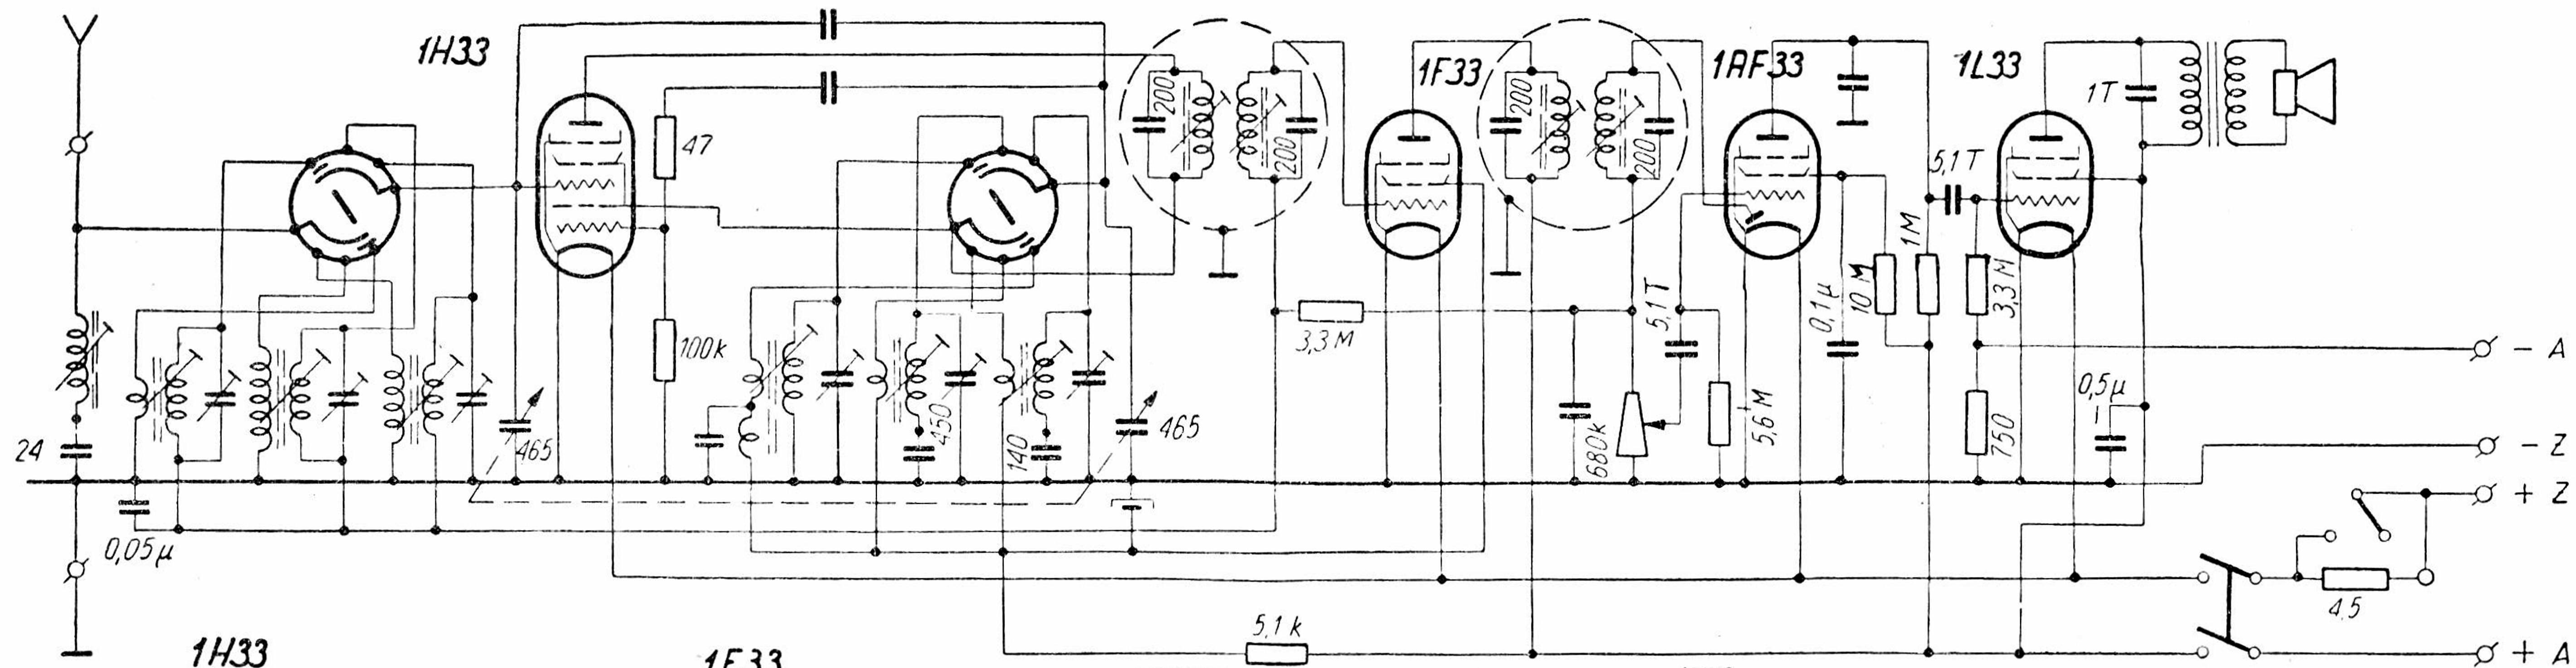 1H33
1F33
1AF33
1L33
200
200
200
200
1T
47
5,1T
1M
100k
3,3M
5,1T
0,1µ
10M
3,3M
- A
24
465
450
140
465
680k
5,6M
750
0,5µ
- Z
+ Z
0,05µ
4,5
5,1k
+ A
1H33